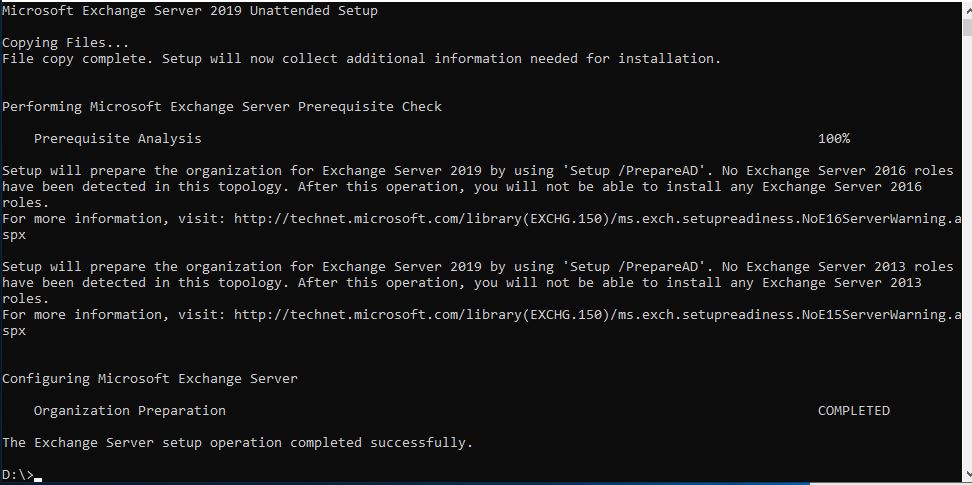 Microsoft Exchange Server 2019 Unattended Setup
Copying Files...
File copy complete. Setup will now collect additional information needed for installation.
Performing Microsoft Exchange Server Prerequisite Check
Prerequisite Analysis 100%
Setup will prepare the organization for Exchange Server 2019 by using 'Setup /PrepareAD'. No Exchange Server 2016 roles
have been detected in this topology. After this operation, you will not be able to install any Exchange Server 2016
roles.
For more information, visit: http://technet.microsoft.com/library(EXCHG.150)/ms.exch.setupreadiness.NoE16ServerWarning.a
spx
Setup will prepare the organization for Exchange Server 2019 by using 'Setup /PrepareAD'. No Exchange Server 2013 roles
have been detected in this topology. After this operation, you will not be able to install any Exchange Server 2013
roles.
For more information, visit: http://technet.microsoft.com/library(EXCHG.150)/ms.exch.setupreadiness.NoE15ServerWarning.a
spx
Configuring Microsoft Exchange Server
Organization Preparation COMPLETED
The Exchange Server setup operation completed successfully.
D:\>